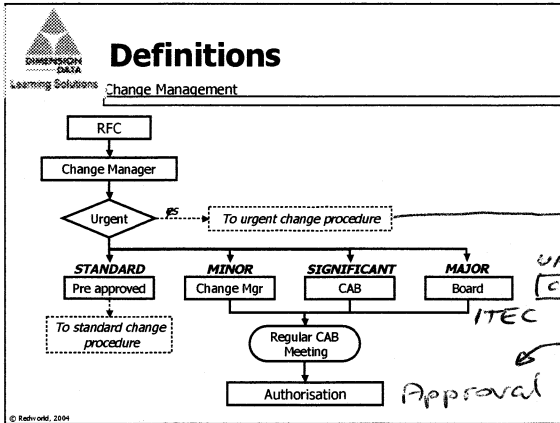 DIMENSION
DATA
Learning Solutions
Definitions
Change Management
RFC
Change Manager
Urgent
yes
To urgent change procedure
STANDARD
MINOR
SIGNIFICANT
MAJOR
Pre approved
Change Mgr
CAB
Board
ITEC
To standard change
procedure
Regular CAB
Meeting
Authorisation
Approval
© Redworld, 2004